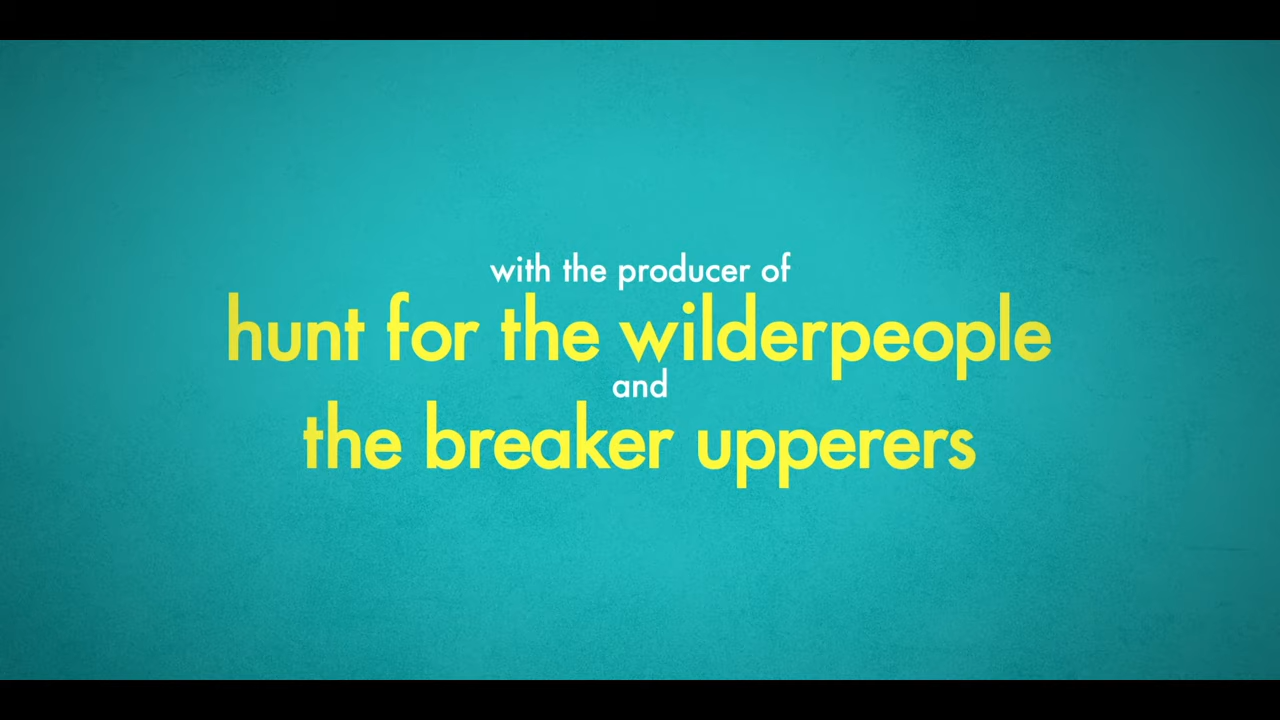 with the producer of
hunt for the wilderpeople
and
the breaker upperers